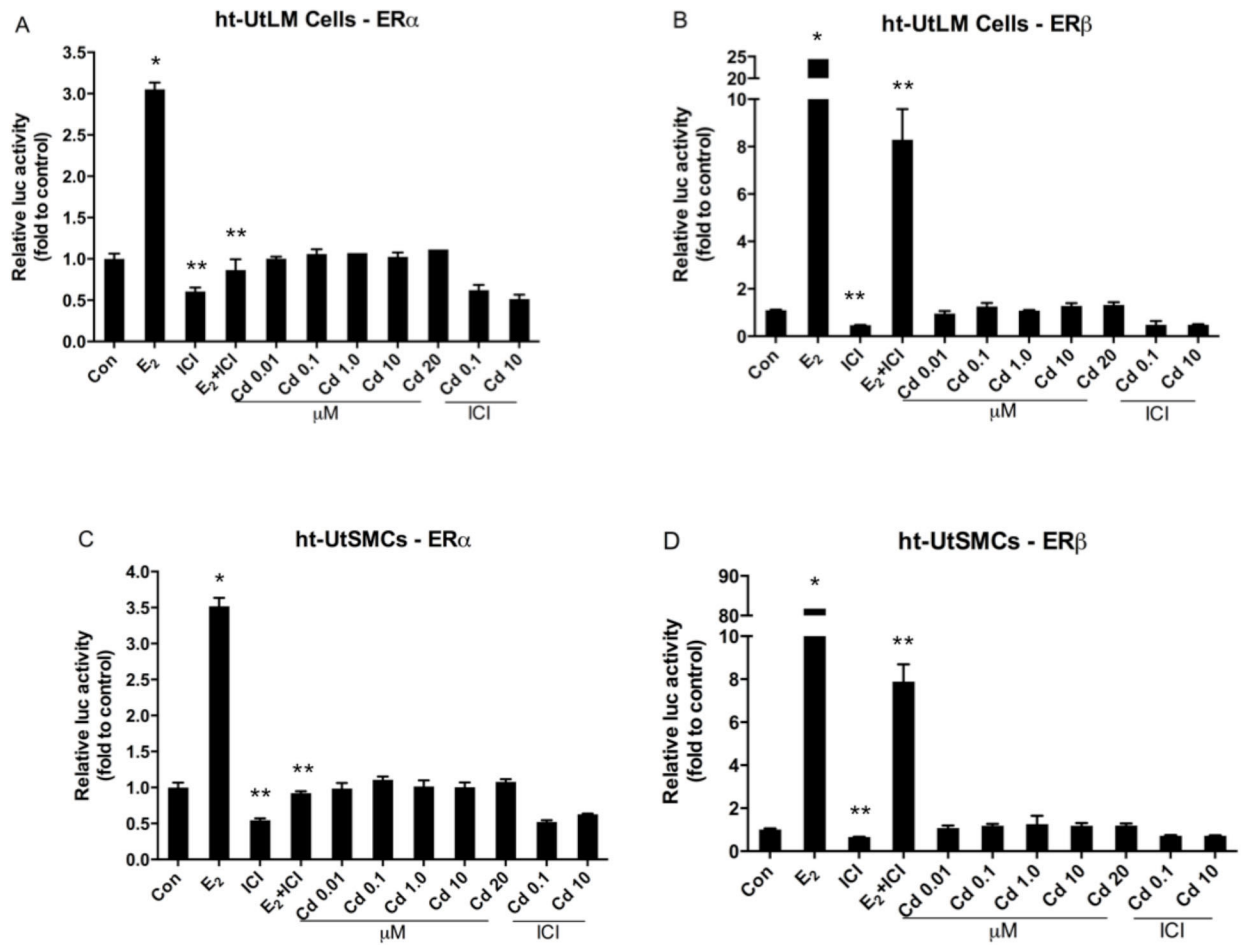 A
ht-UtLM Cells - ERα
Relative luc activity
(fold to control)
3.5
3.0
2.5
2.0
1.5
1.0
0.5
0.0
*
**
**
Con
E₂
ICI
E₂+ICI
Cd 0.01
Cd 0.1
Cd 1.0
Cd 10
Cd 20
Cd 0.1
Cd 10
μM
ICI
B
ht-UtLM Cells - ERβ
Relative luc activity
(fold to control)
25
20
10
8
6
4
2
0
*
**
**
Con
E₂
ICI
E₂+ICI
Cd 0.01
Cd 0.1
Cd 1.0
Cd 10
Cd 20
Cd 0.1
Cd 10
μM
ICI
C
ht-UtSMCs - ERα
Relative luc activity
(fold to control)
4.0
3.5
3.0
2.5
2.0
1.5
1.0
0.5
0.0
*
**
**
Con
E₂
ICI
E₂+ICI
Cd 0.01
Cd 0.1
Cd 1.0
Cd 10
Cd 20
Cd 0.1
Cd 10
μM
ICI
D
ht-UtSMCs - ERβ
Relative luc activity
(fold to control)
90
80
10
8
6
4
2
0
*
**
**
Con
E₂
ICI
E₂+ICI
Cd 0.01
Cd 0.1
Cd 1.0
Cd 10
Cd 20
Cd 0.1
Cd 10
μM
ICI